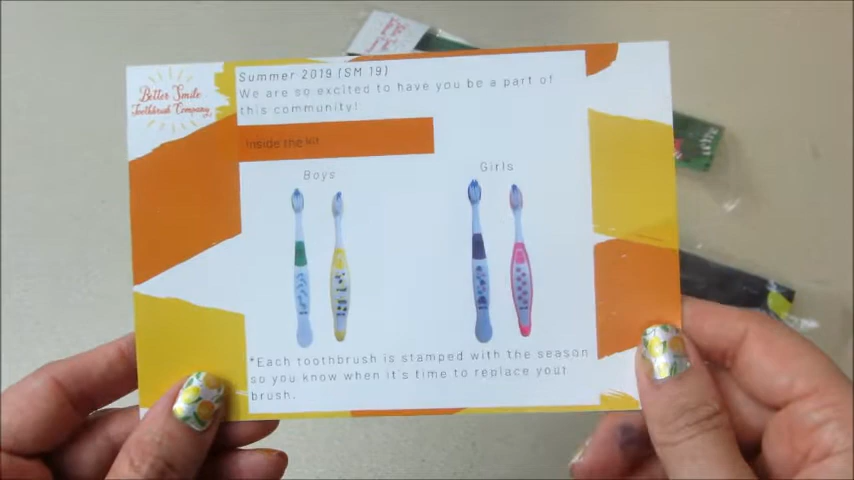 Better Smile
Toothbrush Company
Summer 2019 (SM 19)
We are so excited to have you be a part of
this community!
Inside the kit
Boys
Girls
*Each toothbrush is stamped with the season
so you know when it's time to replace your
brush.